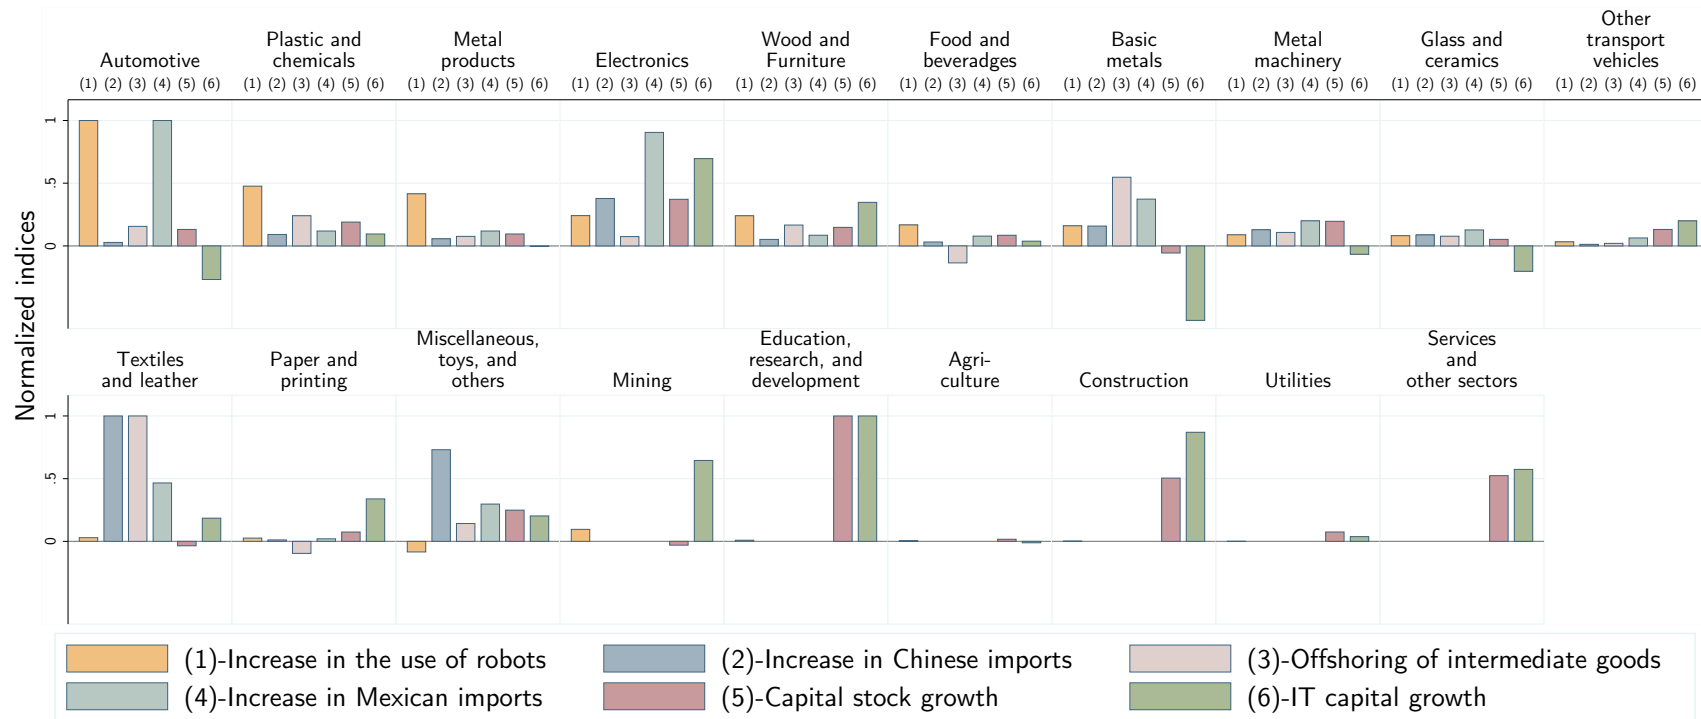 Automotive
Plastic and
chemicals
Metal
products
Electronics
Wood and
Furniture
Food and
beveradges
Basic
metals
Metal
machinery
Glass and
ceramics
Other
transport
vehicles
(1) (2) (3) (4) (5) (6)
(1) (2) (3) (4) (5) (6)
(1) (2) (3) (4) (5) (6)
(1) (2) (3) (4) (5) (6)
(1) (2) (3) (4) (5) (6)
(1) (2) (3) (4) (5) (6)
(1) (2) (3) (4) (5) (6)
(1) (2) (3) (4) (5) (6)
(1) (2) (3) (4) (5) (6)
(1) (2) (3) (4) (5) (6)
1
.5
0
Normalized indices
Textiles
and leather
Paper and
printing
Miscellaneous,
toys, and
others
Mining
Education,
research, and
development
Agri-
culture
Construction
Utilities
Services
and
other sectors
1
.5
0
(1)-Increase in the use of robots
(2)-Increase in Chinese imports
(3)-Offshoring of intermediate goods
(4)-Increase in Mexican imports
(5)-Capital stock growth
(6)-IT capital growth